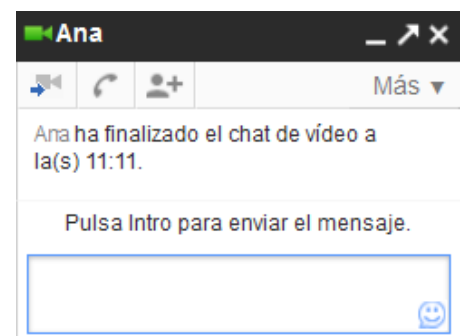 Ana
Más ▼
Ana ha finalizado el chat de vídeo a
la(s) 11:11.
Pulsa Intro para enviar el mensaje.